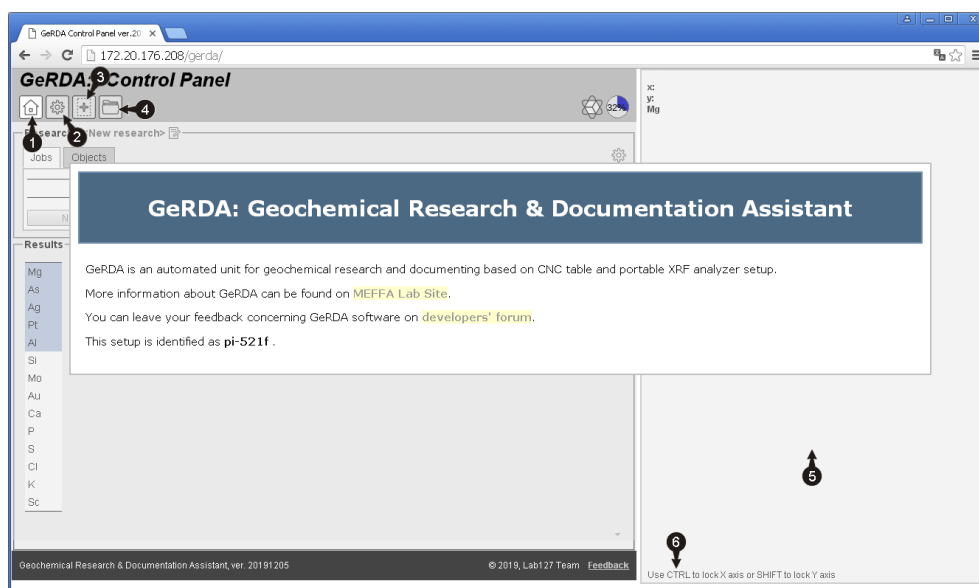 GeRDA Control Panel ver.20
172.20.176.208/gerda/
GeRDA: Control Panel
3
4
1
2
32%
<New research>
Jobs
Objects
x:
y:
Mg
GeRDA: Geochemical Research & Documentation Assistant
GeRDA is an automated unit for geochemical research and documenting based on CNC table and portable XRF analyzer setup.
More information about GeRDA can be found on MEFFA Lab Site.
You can leave your feedback concerning GeRDA software on developers' forum.
This setup is identified as pi-521f .
N
Results
Mg
As
Ag
Pt
Al
Si
Mo
Au
Ca
P
S
Cl
K
Sc
5
6
Geochemical Research & Documentation Assistant, ver. 20191205
© 2019, Lab127 Team Feedback
Use CTRL to lock X axis or SHIFT to lock Y axis